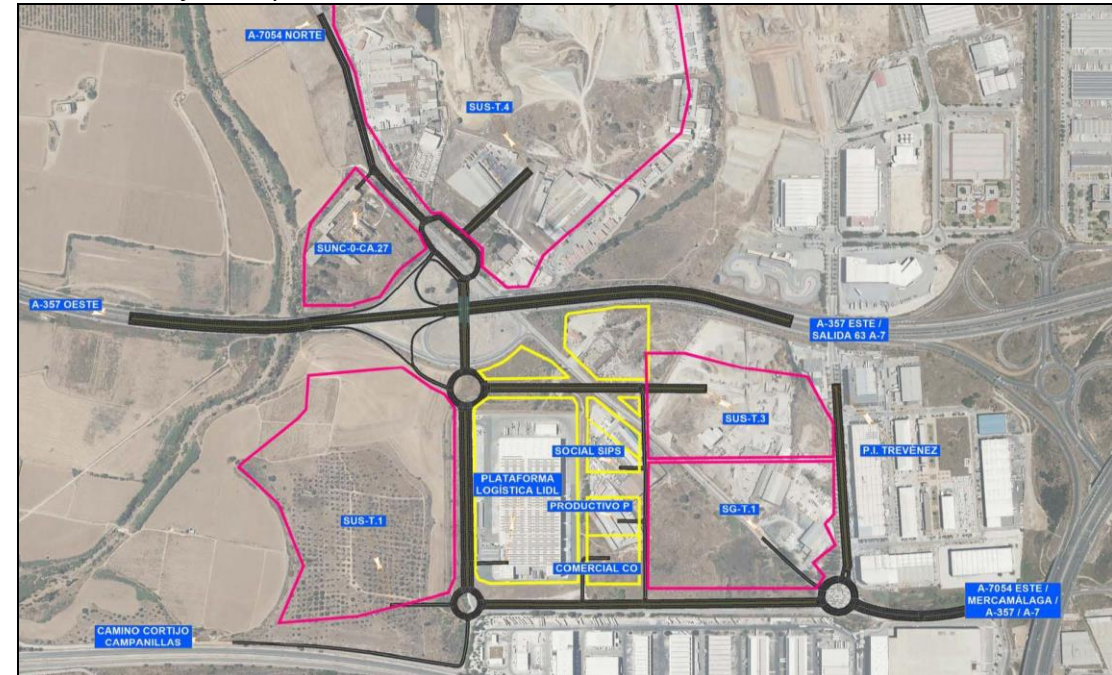 A-7054 NORTE
SUS-T.4
SUNC-0-CA.27
A-357 OESTE
A-357 ESTE /
SALIDA 63 A-7
SUS-T.3
P.I. TREVÉNEZ
SOCIAL SIPS
PLATAFORMA
LOGÍSTICA LIDL
PRODUCTIVO P
SG-T.1
SUS-T.1
COMERCIAL CO
A-7054 ESTE /
MERCAMÁLAGA /
A-357 / A-7
CAMINO CORTIJO
CAMPANILLAS